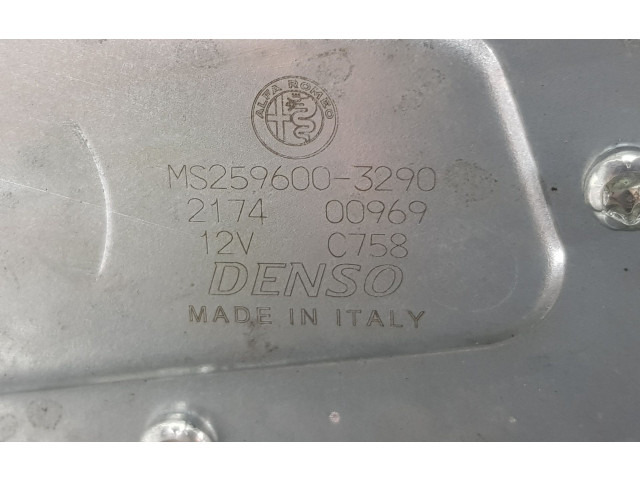 ALFA ROMEO
MS259600-3290
2174 00969
12V C758
DENSO
MADE IN ITALY